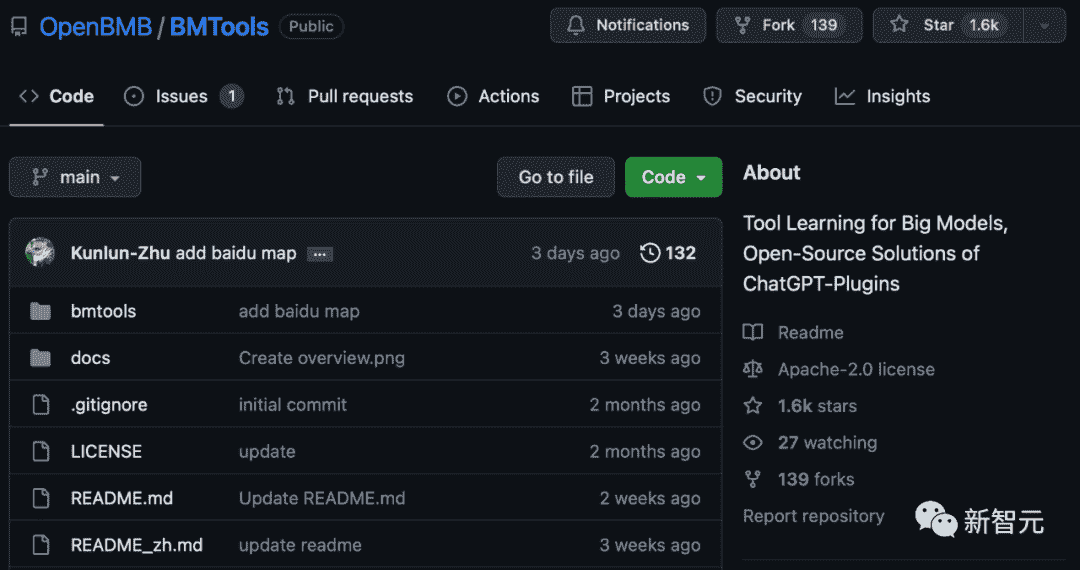 OpenBMB / BMTools Public Notifications Fork 139 Star 1.6k
Code Issues 1 Pull requests Actions Projects Security Insights
main Go to file Code
Kunlun-Zhu add baidu map ... 3 days ago 132
bmtools add baidu map 3 days ago
docs Create overview.png 3 weeks ago
.gitignore initial commit 2 months ago
LICENSE update 2 months ago
README.md Update README.md 2 weeks ago
README_zh.md update readme 3 weeks ago
About
Tool Learning for Big Models,
Open-Source Solutions of
ChatGPT-Plugins
Readme
Apache-2.0 license
1.6k stars
27 watching
139 forks
Report repository
新智元